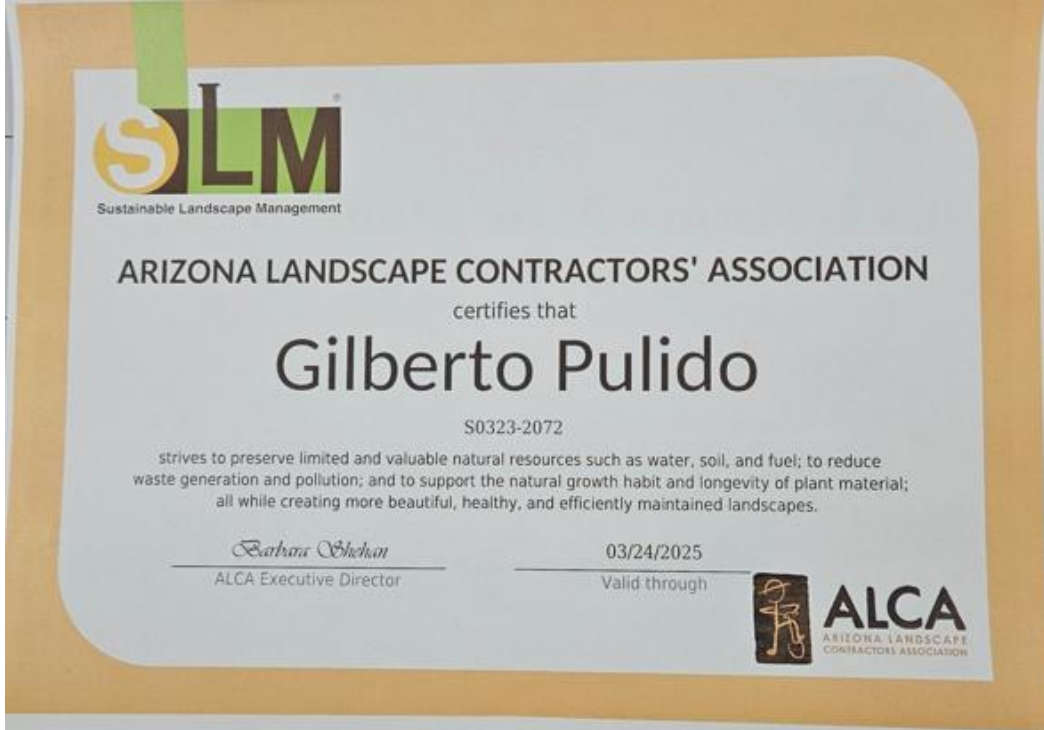 SLM®
Sustainable Landscape Management
ARIZONA LANDSCAPE CONTRACTORS' ASSOCIATION
certifies that
Gilberto Pulido
S0323-2072
strives to preserve limited and valuable natural resources such as water, soil, and fuel; to reduce
waste generation and pollution; and to support the natural growth habit and longevity of plant material;
all while creating more beautiful, healthy, and efficiently maintained landscapes.
Barbara Shehan
ALCA Executive Director
03/24/2025
Valid through
ALCA
ARIZONA LANDSCAPE
CONTRACTORS ASSOCIATION